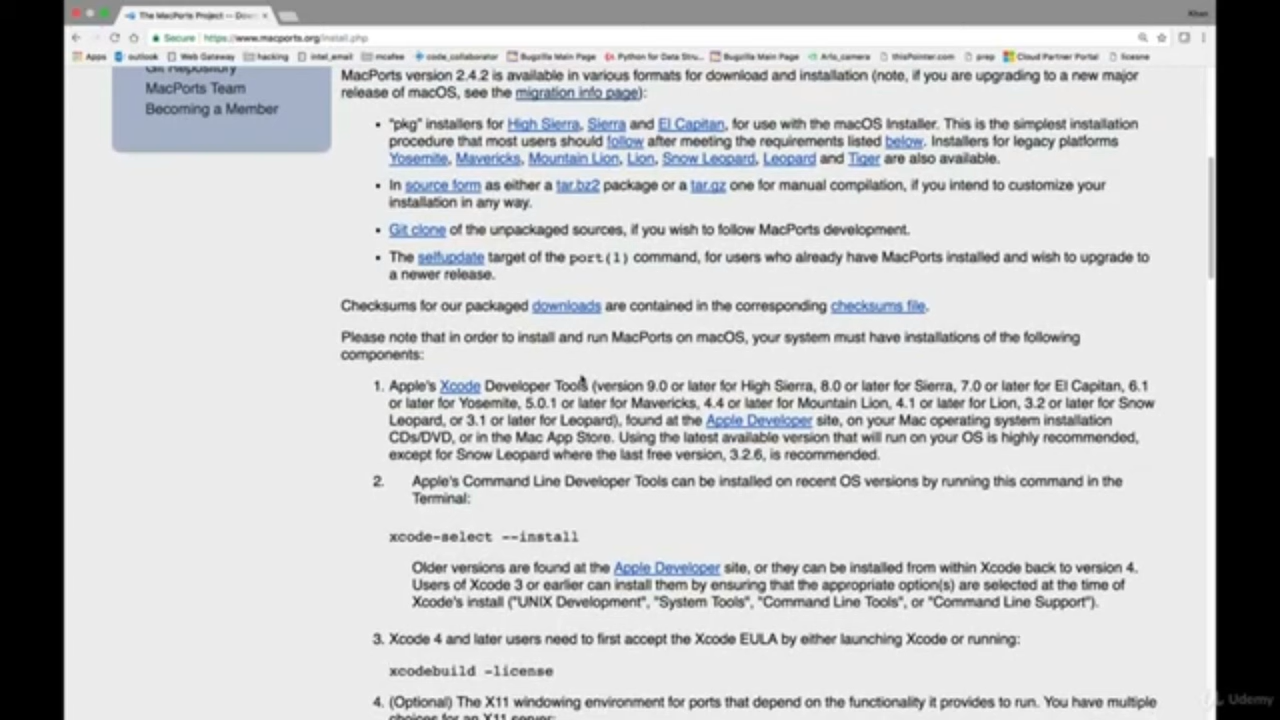 The MacPorts Project — Down
Khan
Secure https://www.macports.org/install.php
Apps outlook Web Gateway hacking intel_email mcafee code_collaborator Bugzilla Main Page Python for Data Stru... Bugzilla Main Page Arlo_camera thisPointer.com prep Cloud Partner Portal licesne
Git Repository
MacPorts Team
Becoming a Member
MacPorts version 2.4.2 is available in various formats for download and installation (note, if you are upgrading to a new major
release of macOS, see the migration info page):
• "pkg" installers for High Sierra, Sierra and El Capitan, for use with the macOS Installer. This is the simplest installation
procedure that most users should follow after meeting the requirements listed below. Installers for legacy platforms
Yosemite, Mavericks, Mountain Lion, Lion, Snow Leopard, Leopard and Tiger are also available.
• In source form as either a tar.bz2 package or a tar.gz one for manual compilation, if you intend to customize your
installation in any way.
• Git clone of the unpackaged sources, if you wish to follow MacPorts development.
• The selfupdate target of the port(1) command, for users who already have MacPorts installed and wish to upgrade to
a newer release.
Checksums for our packaged downloads are contained in the corresponding checksums file.
Please note that in order to install and run MacPorts on macOS, your system must have installations of the following
components:
1. Apple's Xcode Developer Tools (version 9.0 or later for High Sierra, 8.0 or later for Sierra, 7.0 or later for El Capitan, 6.1
or later for Yosemite, 5.0.1 or later for Mavericks, 4.4 or later for Mountain Lion, 4.1 or later for Lion, 3.2 or later for Snow
Leopard, or 3.1 or later for Leopard), found at the Apple Developer site, on your Mac operating system installation
CDs/DVD, or in the Mac App Store. Using the latest available version that will run on your OS is highly recommended,
except for Snow Leopard where the last free version, 3.2.6, is recommended.
2. Apple's Command Line Developer Tools can be installed on recent OS versions by running this command in the
Terminal:
xcode-select --install
Older versions are found at the Apple Developer site, or they can be installed from within Xcode back to version 4.
Users of Xcode 3 or earlier can install them by ensuring that the appropriate option(s) are selected at the time of
Xcode's install ("UNIX Development", "System Tools", "Command Line Tools", or "Command Line Support").
3. Xcode 4 and later users need to first accept the Xcode EULA by either launching Xcode or running:
xcodebuild -license
4. (Optional) The X11 windowing environment for ports that depend on the functionality it provides to run. You have multiple
choices for an X11 server:
Udemy